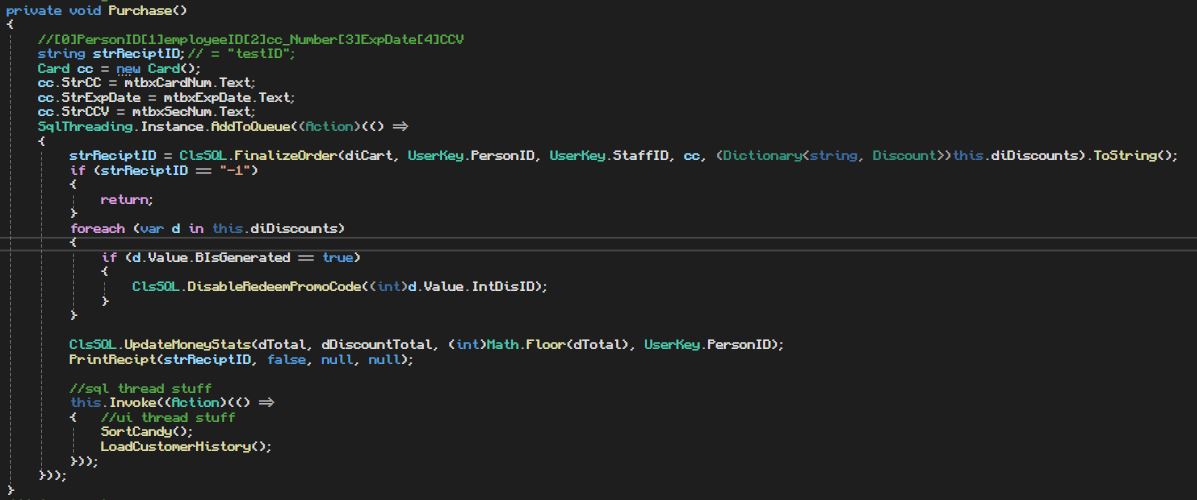 private void Purchase()
{
//[0]PersonID[1]employeeID[2]cc_Number[3]ExpDate[4]CCV
string strReciptID;// = "testID";
Card cc = new Card();
cc.StrCC = mtbxCardNum.Text;
cc.StrExpDate = mtbxExpDate.Text;
cc.StrCCV = mtbxSecNum.Text;
SqlThreading.Instance.AddToQueue((Action)(() =>
{
strReciptID = ClsSQL.FinalizeOrder(diCart, UserKey.PersonID, UserKey.StaffID, cc, (Dictionary<string, Discount>)this.diDiscounts).ToString();
if (strReciptID == "-1")
{
return;
}
foreach (var d in this.diDiscounts)
{
if (d.Value.BIsGenerated == true)
{
ClsSQL.DisableRedeemPromoCode((int)d.Value.IntDisID);
}
}
ClsSQL.UpdateMoneyStats(dTotal, dDiscountTotal, (int)Math.Floor(dTotal), UserKey.PersonID);
PrintRecipt(strReciptID, false, null, null);
//sql thread stuff
this.Invoke((Action)(() =>
{ //ui thread stuff
SortCandy();
LoadCustomerHistory();
}));
}));
}